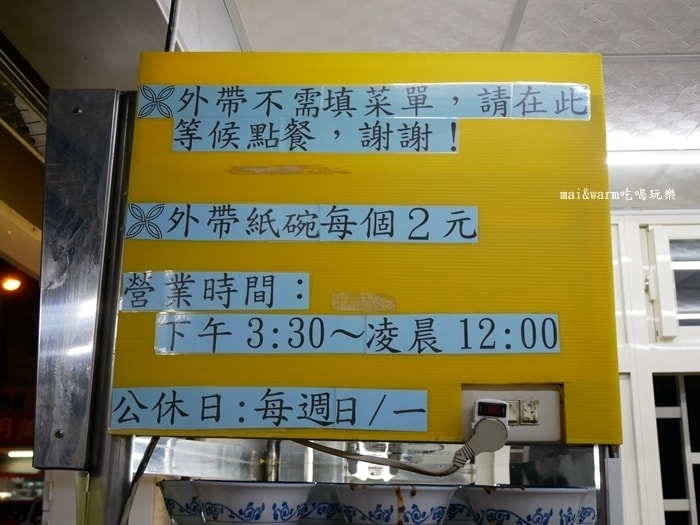 外帶不需填菜單，請在此
等候點餐，謝謝！
mai&warm吃喝玩樂
外帶紙碗每個2元
營業時間：
下午3:30～凌晨12:00
公休日:每週日/一